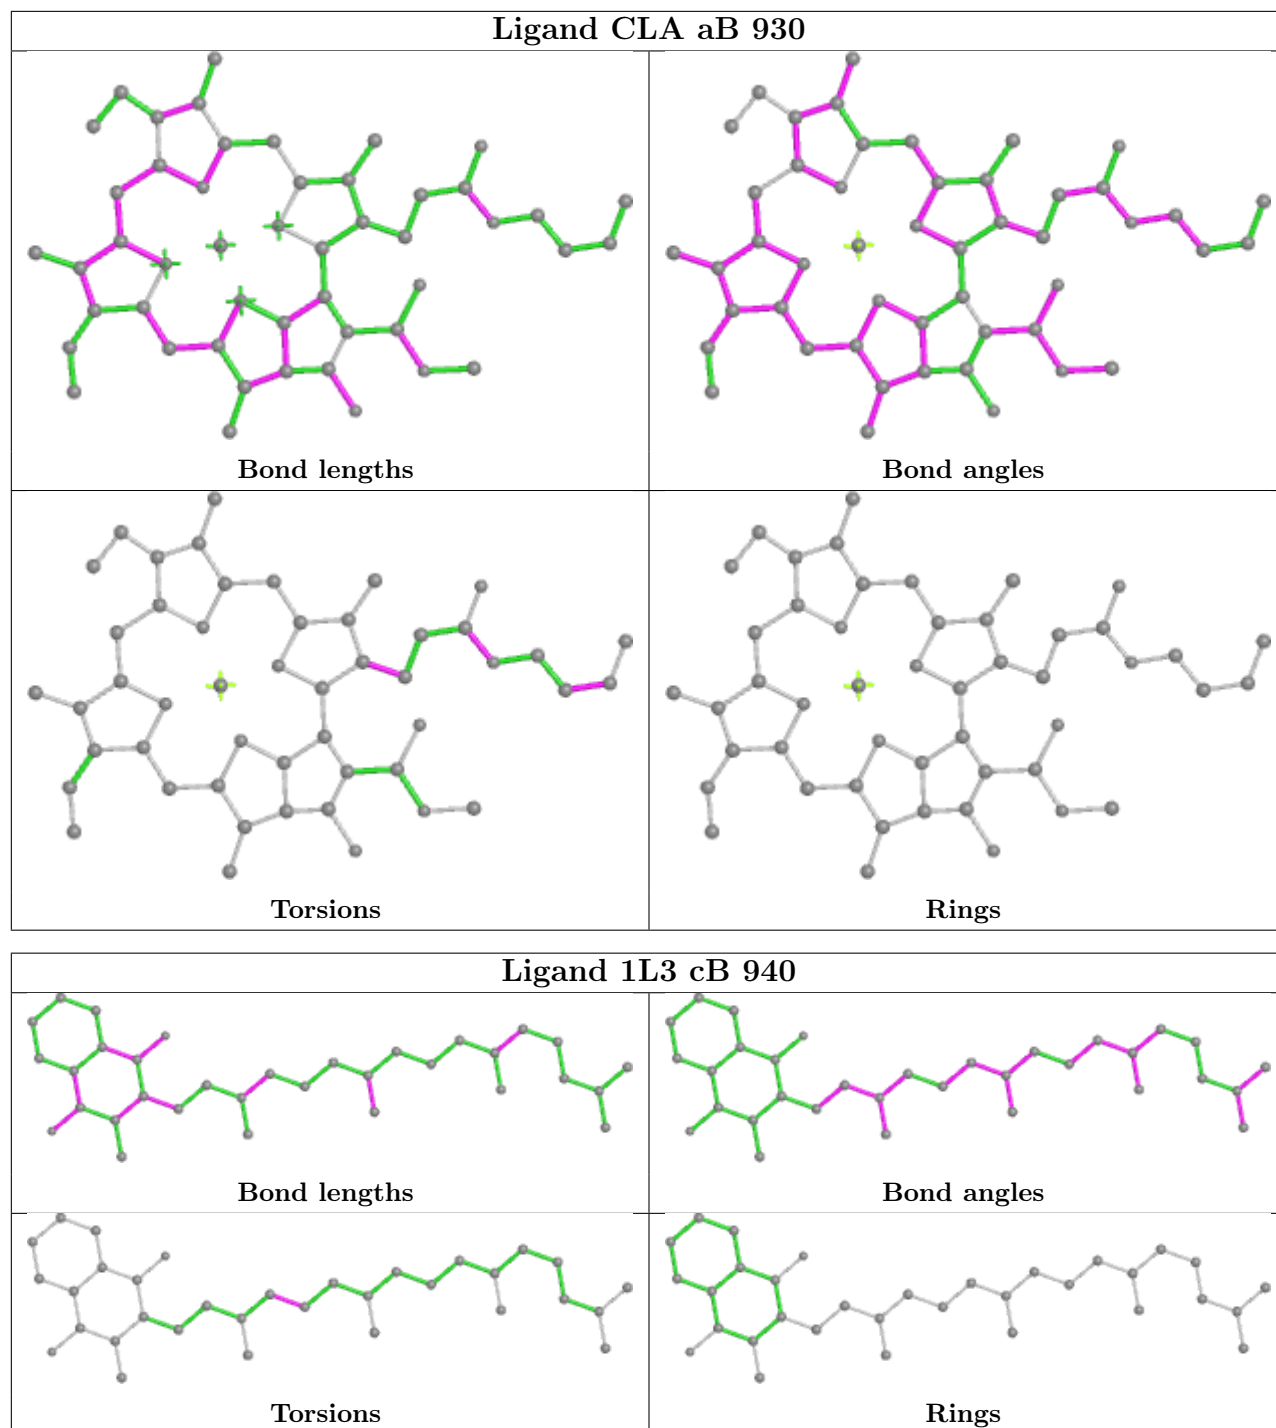 Ligand CLA aB 930
Bond lengths
Bond angles
Torsions
Rings
Ligand 1L3 cB 940
Bond lengths
Bond angles
Torsions
Rings